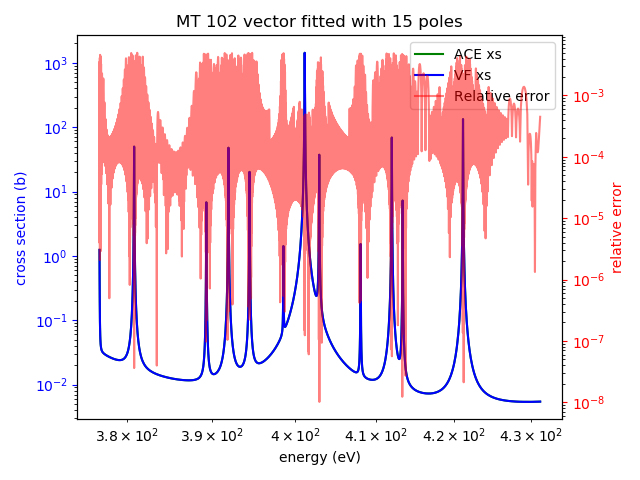 MT 102 vector fitted with 15 poles
ACE xs
VF xs
Relative error
10³
10²
10¹
10⁰
10⁻¹
10⁻²
cross section (b)
10⁻³
10⁻⁴
10⁻⁵
10⁻⁶
10⁻⁷
10⁻⁸
relative error
3.8 × 10² 3.9 × 10² 4 × 10² 4.1 × 10² 4.2 × 10² 4.3 × 10²
energy (eV)